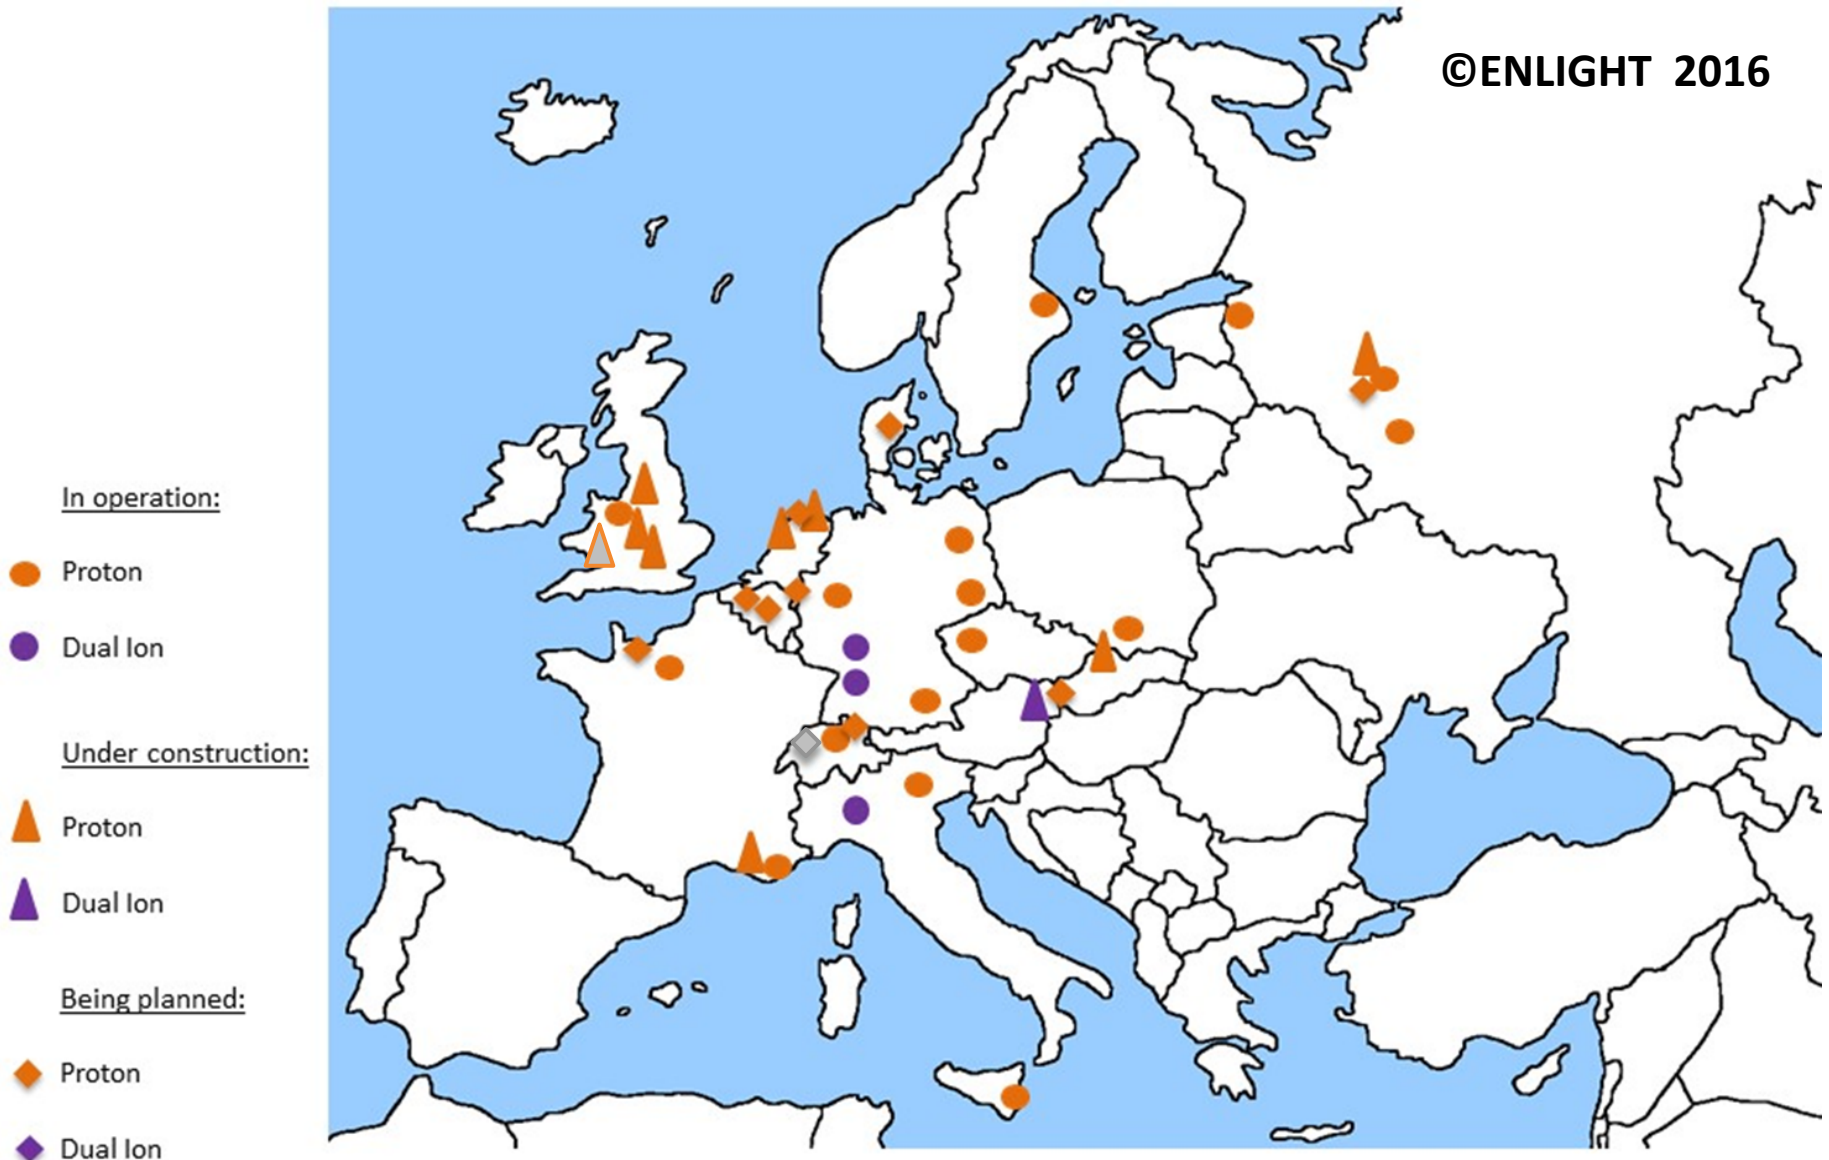 ©ENLIGHT 2016
In operation:
Proton
Dual Ion
Under construction:
Proton
Dual Ion
Being planned:
Proton
Dual Ion